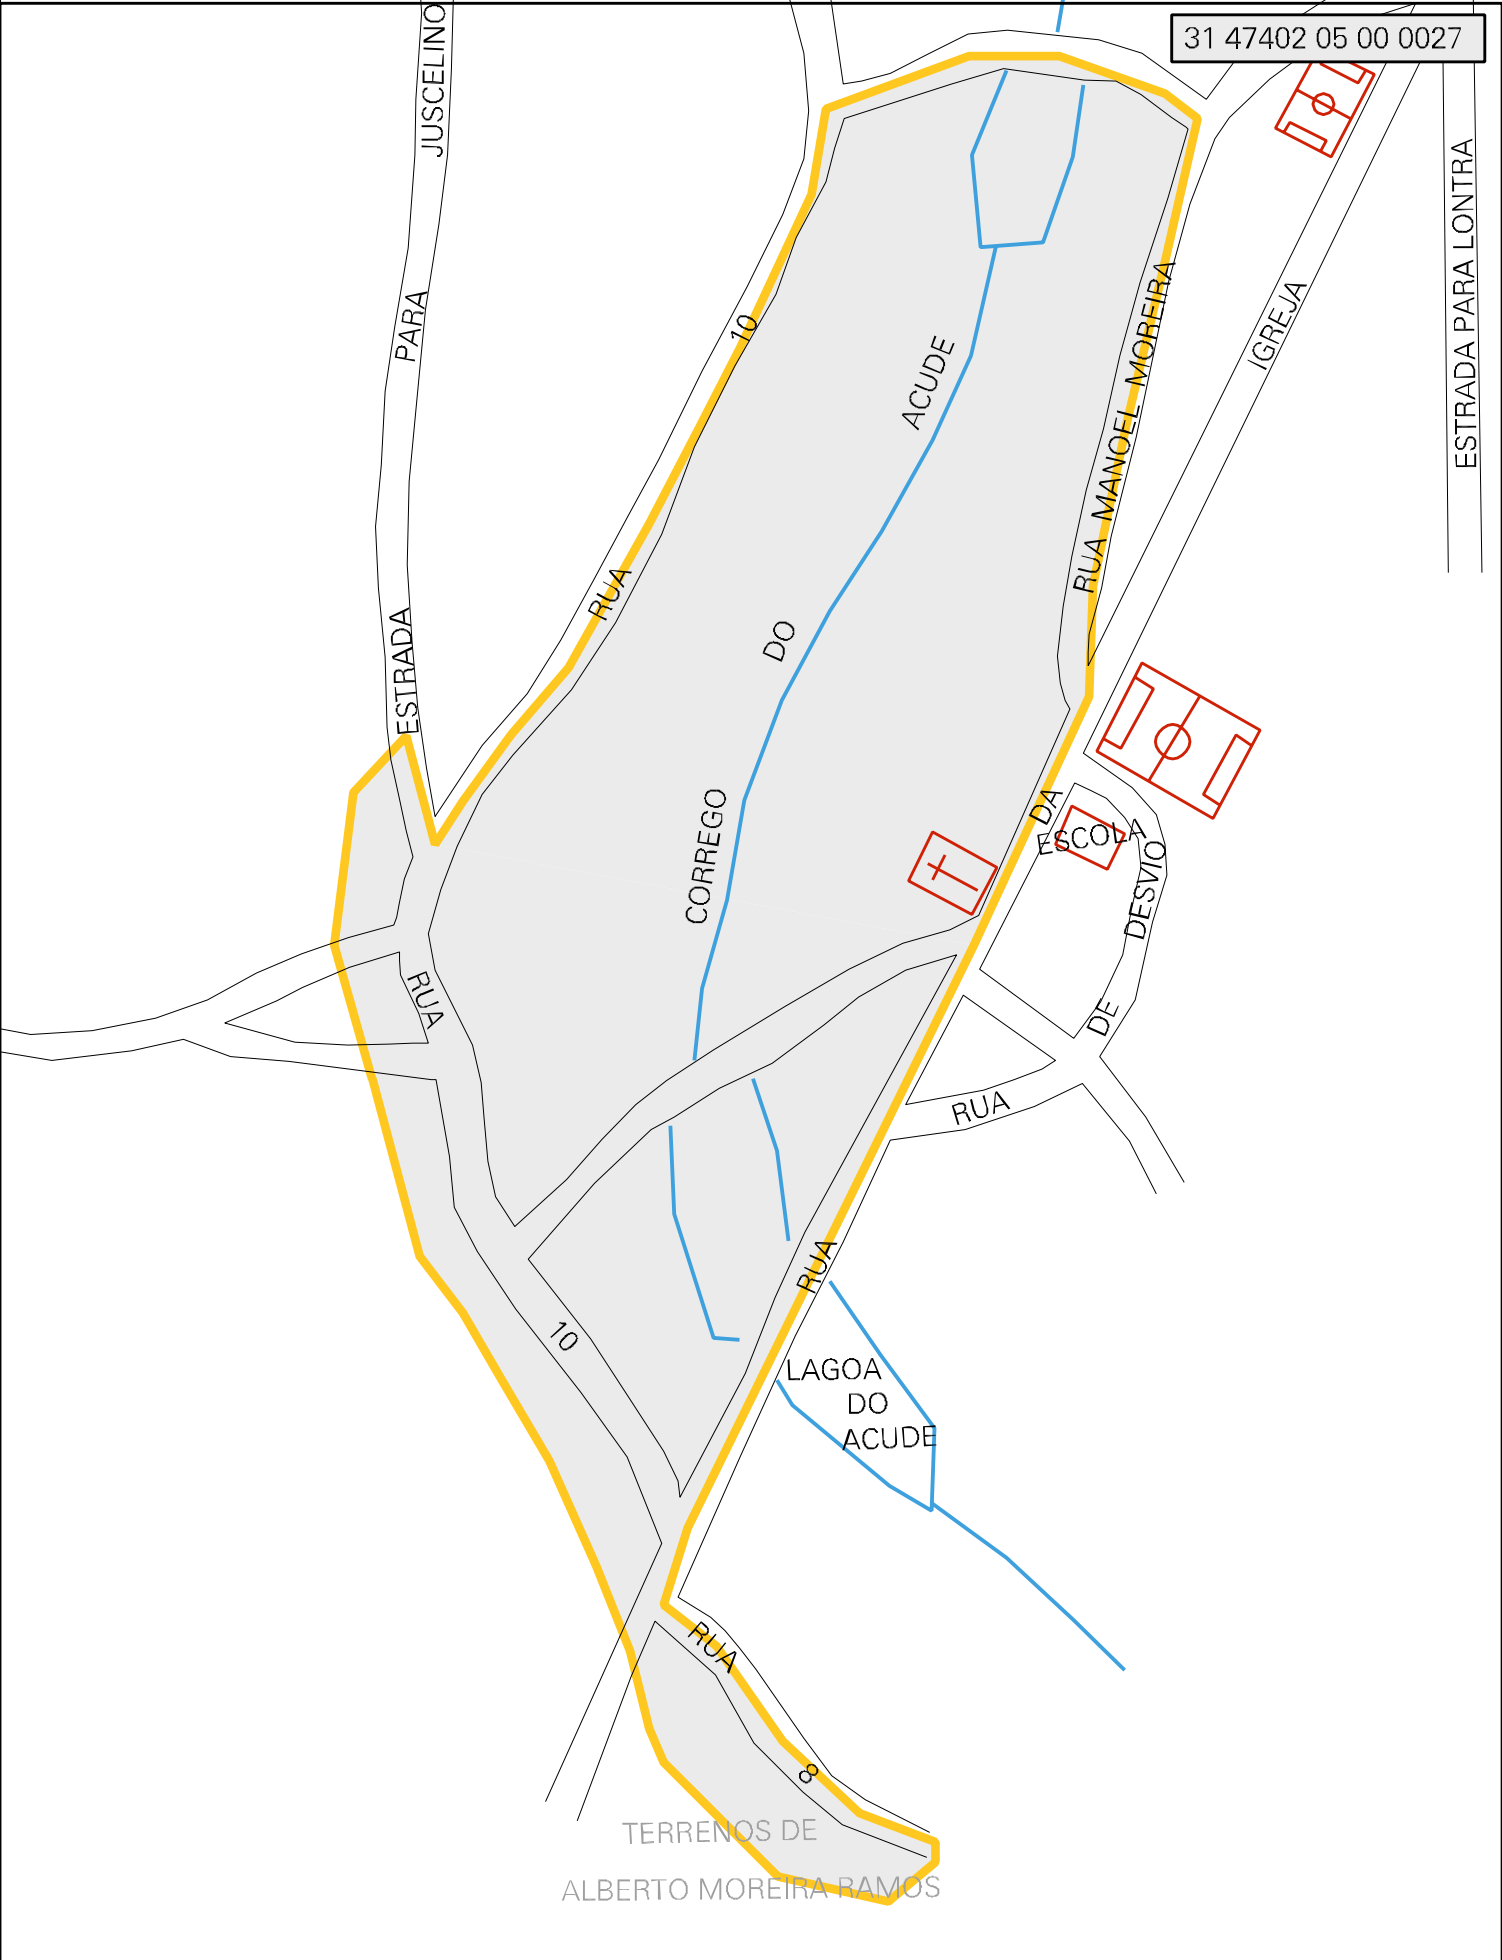 31 47402 05 00 0027
ESTRADA PARA JUSCELINO
RUA 10
CORREGO DO ACUDE
RUA MANOEL MOREIRA
ESTRADA PARA LONTRA
RUA DA IGREJA
ESCOLA
RUA DE DESVIO
RUA 10
LAGOA
DO
ACUDE
RUA 8
TERRENOS DE
ALBERTO MOREIRA RAMOS